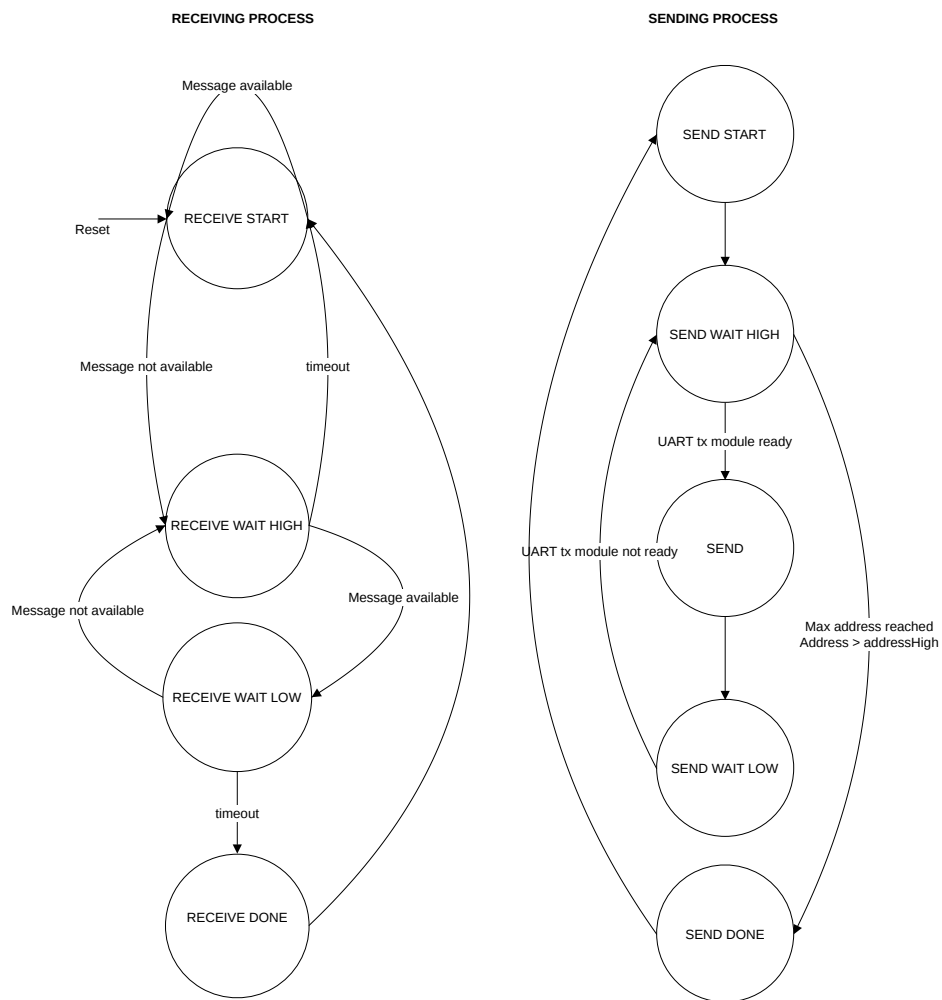 RECEIVING PROCESS
Message available
RECEIVE START
Reset
Message not available
timeout
RECEIVE WAIT HIGH
Message available
Message not available
RECEIVE WAIT LOW
timeout
RECEIVE DONE
SENDING PROCESS
SEND START
SEND WAIT HIGH
UART tx module ready
SEND
UART tx module not ready
Max address reached
Address > addressHigh
SEND WAIT LOW
SEND DONE